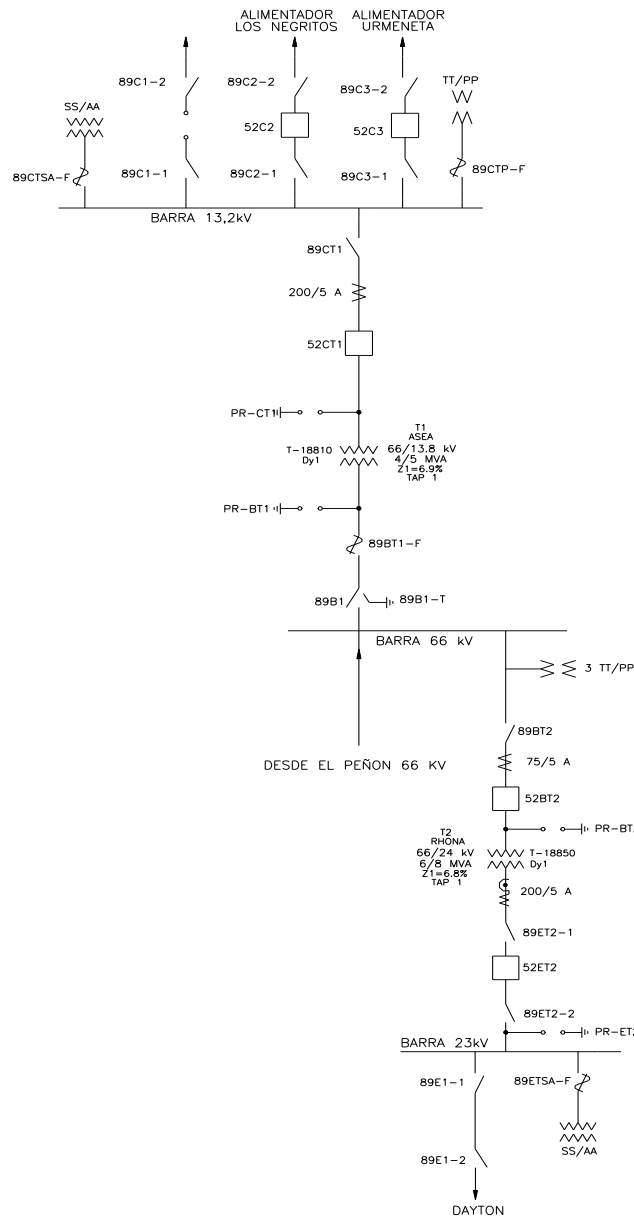 ALIMENTADOR
LOS NEGRITOS
ALIMENTADOR
URMENETA
89C1-2
89C2-2
89C3-2
TT/PP
SS/AA
52C2
52C3
89CTSA-F
89C1-1
89C2-1
89C3-1
89CTP-F
BARRA 13,2kV
89CT1
200/5 A
52CT1
PR-CT1
T-18810
Dy1
T1
ASEA
66/13.8 kV
4/5 MVA
Z1=6.9%
TAP 1
PR-BT1
89BT1-F
89B1
89B1-T
BARRA 66 kV
3 TT/PP
89BT2
DESDE EL PEÑON 66 KV
75/5 A
52BT2
PR-BT2
T2
RHONA
66/24 kV
6/8 MVA
Z1=6.8%
TAP 1
T-18850
Dy1
200/5 A
89ET2-1
52ET2
89ET2-2
PR-ET2
BARRA 23kV
89E1-1
89ETSA-F
89E1-2
SS/AA
DAYTON